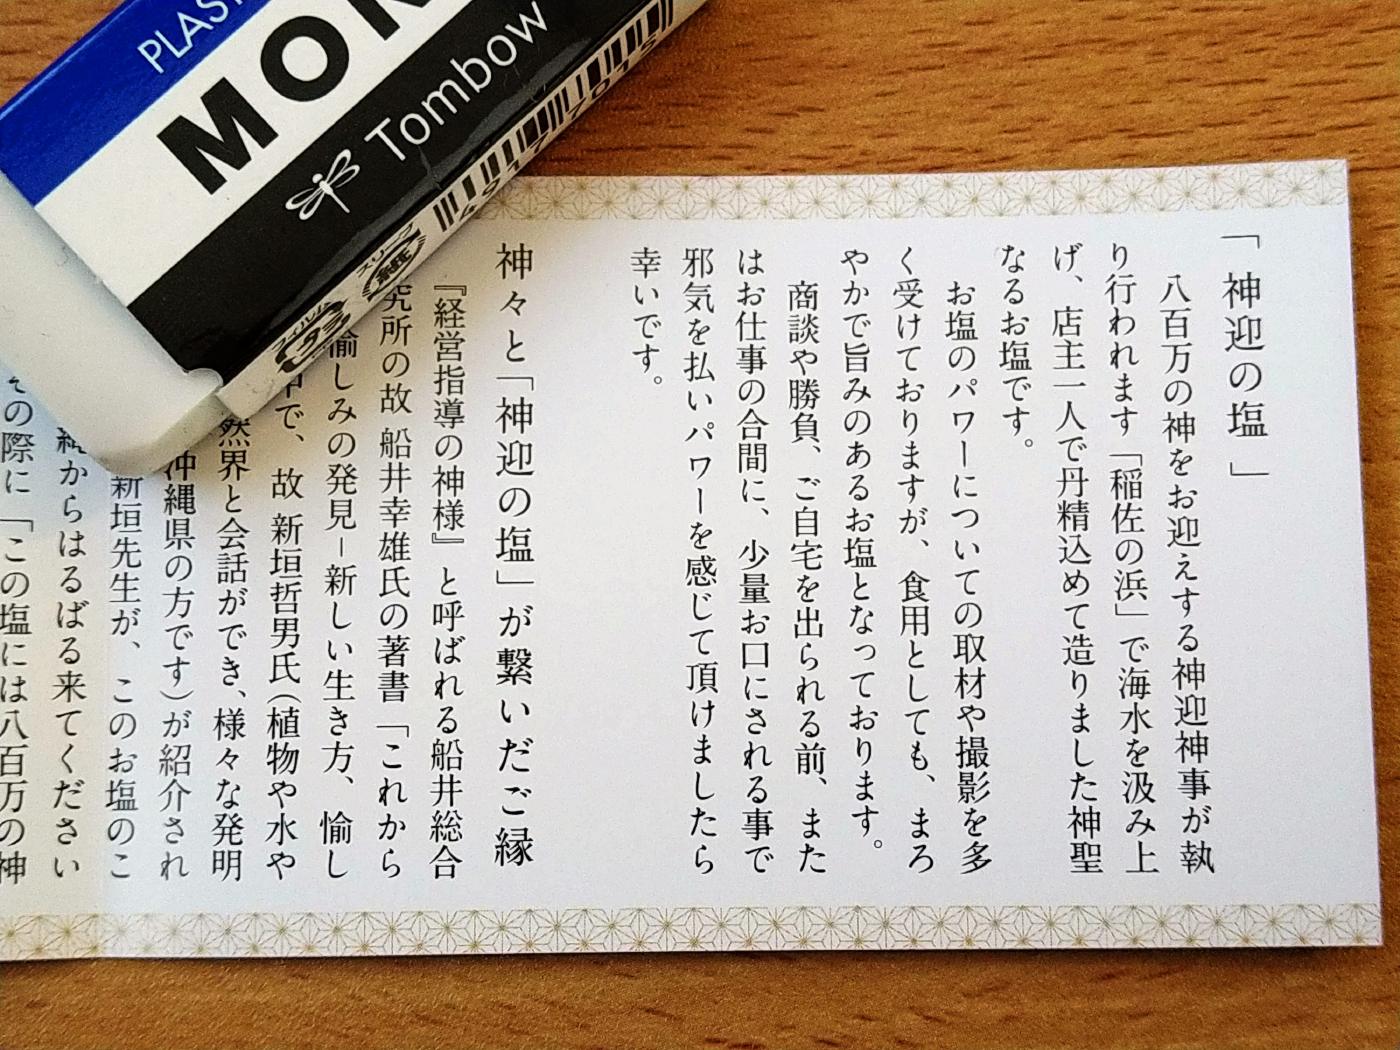 「神迎の塩」
八百万の神をお迎えする神迎神事が執
り行われます「稲佐の浜」で海水を汲み上
げ、店主一人で丹精込めて造りました神聖
なるお塩です。
お塩のパワーについての取材や撮影を多
く受けておりますが、食用としても、まろ
やかで旨みのあるお塩となっております。
商談や勝負、ご自宅を出られる前、また
はお仕事の合間に、少量お口にされる事で
邪気を払いパワーを感じて頂けましたら
幸いです。
神々と「神迎の塩」が繋いだご縁
『経営指導の神様』と呼ばれる船井総合
究所の故 船井幸雄氏の著書「これから
愉しみの発見－新しい生き方、愉し
中で、故 新垣哲男氏（植物や水や
然界と会話ができ、様々な発明
沖縄県の方です）が紹介され
新垣先生が、このお塩のこ
縄からはるばる来てください
その際に「この塩には八百万の神
PLAST
MON
Tombow